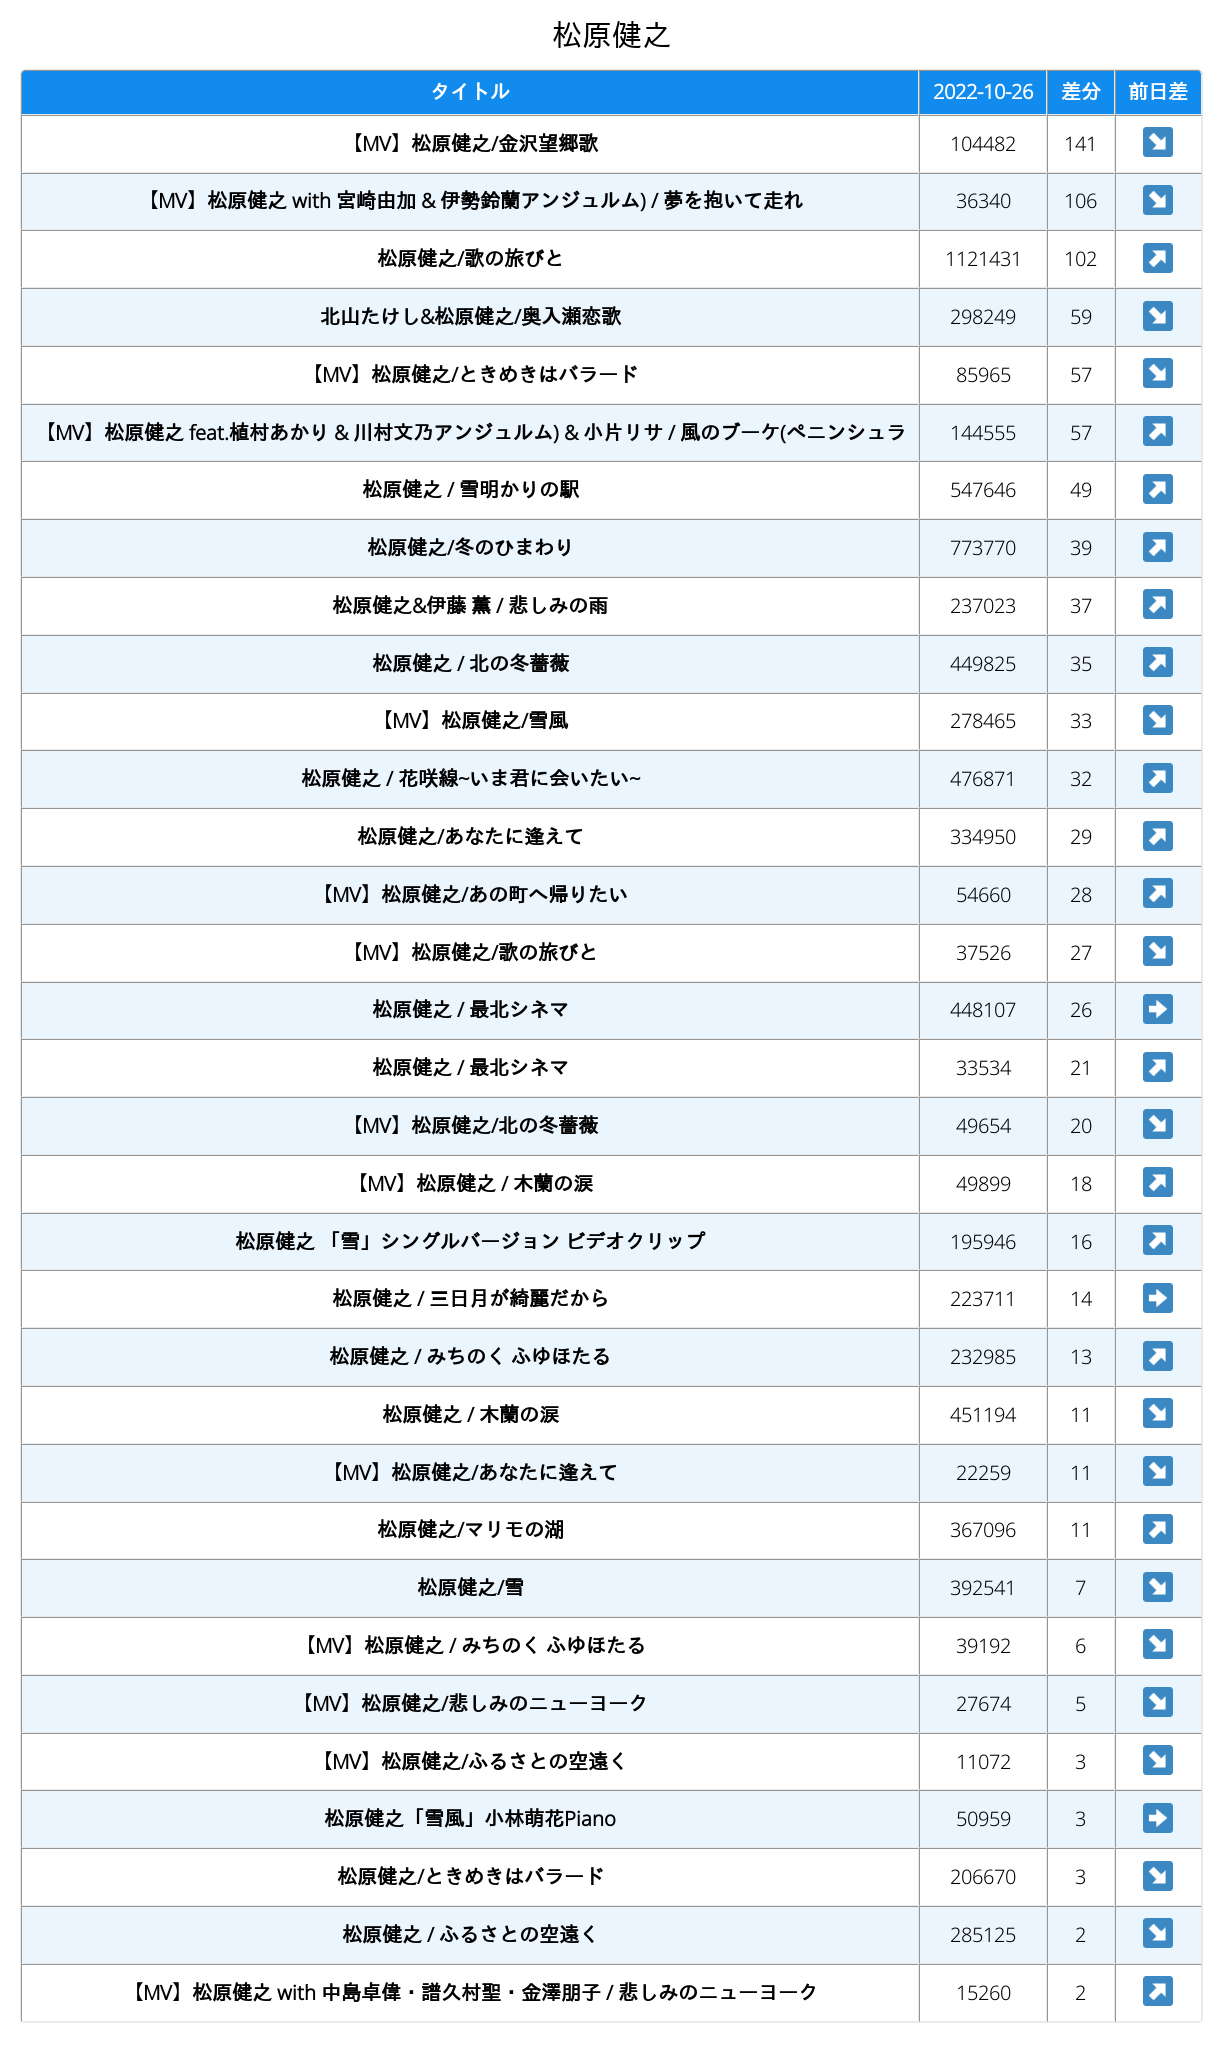 松原健之
タイトル 2022-10-26 差分 前日差
【MV】松原健之/金沢望郷歌 104482 141 ↘
【MV】松原健之 with 宮崎由加 & 伊勢鈴蘭アンジュルム) / 夢を抱いて走れ 36340 106 ↘
松原健之/歌の旅びと 1121431 102 ↗
北山たけし&松原健之/奥入瀬恋歌 298249 59 ↘
【MV】松原健之/ときめきはバラード 85965 57 ↘
【MV】松原健之 feat.植村あかり & 川村文乃アンジュルム) & 小片リサ / 風のブーケ(ペニンシュラ 144555 57 ↗
松原健之 / 雪明かりの駅 547646 49 ↗
松原健之/冬のひまわり 773770 39 ↗
松原健之&伊藤 薫 / 悲しみの雨 237023 37 ↗
松原健之 / 北の冬薔薇 449825 35 ↗
【MV】松原健之/雪風 278465 33 ↘
松原健之 / 花咲線~いま君に会いたい~ 476871 32 ↗
松原健之/あなたに逢えて 334950 29 ↗
【MV】松原健之/あの町へ帰りたい 54660 28 ↗
【MV】松原健之/歌の旅びと 37526 27 ↘
松原健之 / 最北シネマ 448107 26 ➡
松原健之 / 最北シネマ 33534 21 ↗
【MV】松原健之/北の冬薔薇 49654 20 ↘
【MV】松原健之 / 木蘭の涙 49899 18 ↗
松原健之 「雪」シングルバージョン ビデオクリップ 195946 16 ↗
松原健之 / 三日月が綺麗だから 223711 14 ➡
松原健之 / みちのく ふゆほたる 232985 13 ↗
松原健之 / 木蘭の涙 451194 11 ↘
【MV】松原健之/あなたに逢えて 22259 11 ↘
松原健之/マリモの湖 367096 11 ↗
松原健之/雪 392541 7 ↘
【MV】松原健之 / みちのく ふゆほたる 39192 6 ↘
【MV】松原健之/悲しみのニューヨーク 27674 5 ↘
【MV】松原健之/ふるさとの空遠く 11072 3 ↘
松原健之「雪風」小林萌花Piano 50959 3 ➡
松原健之/ときめきはバラード 206670 3 ↘
松原健之 / ふるさとの空遠く 285125 2 ↘
【MV】松原健之 with 中島卓偉・譜久村聖・金澤朋子 / 悲しみのニューヨーク 15260 2 ↗